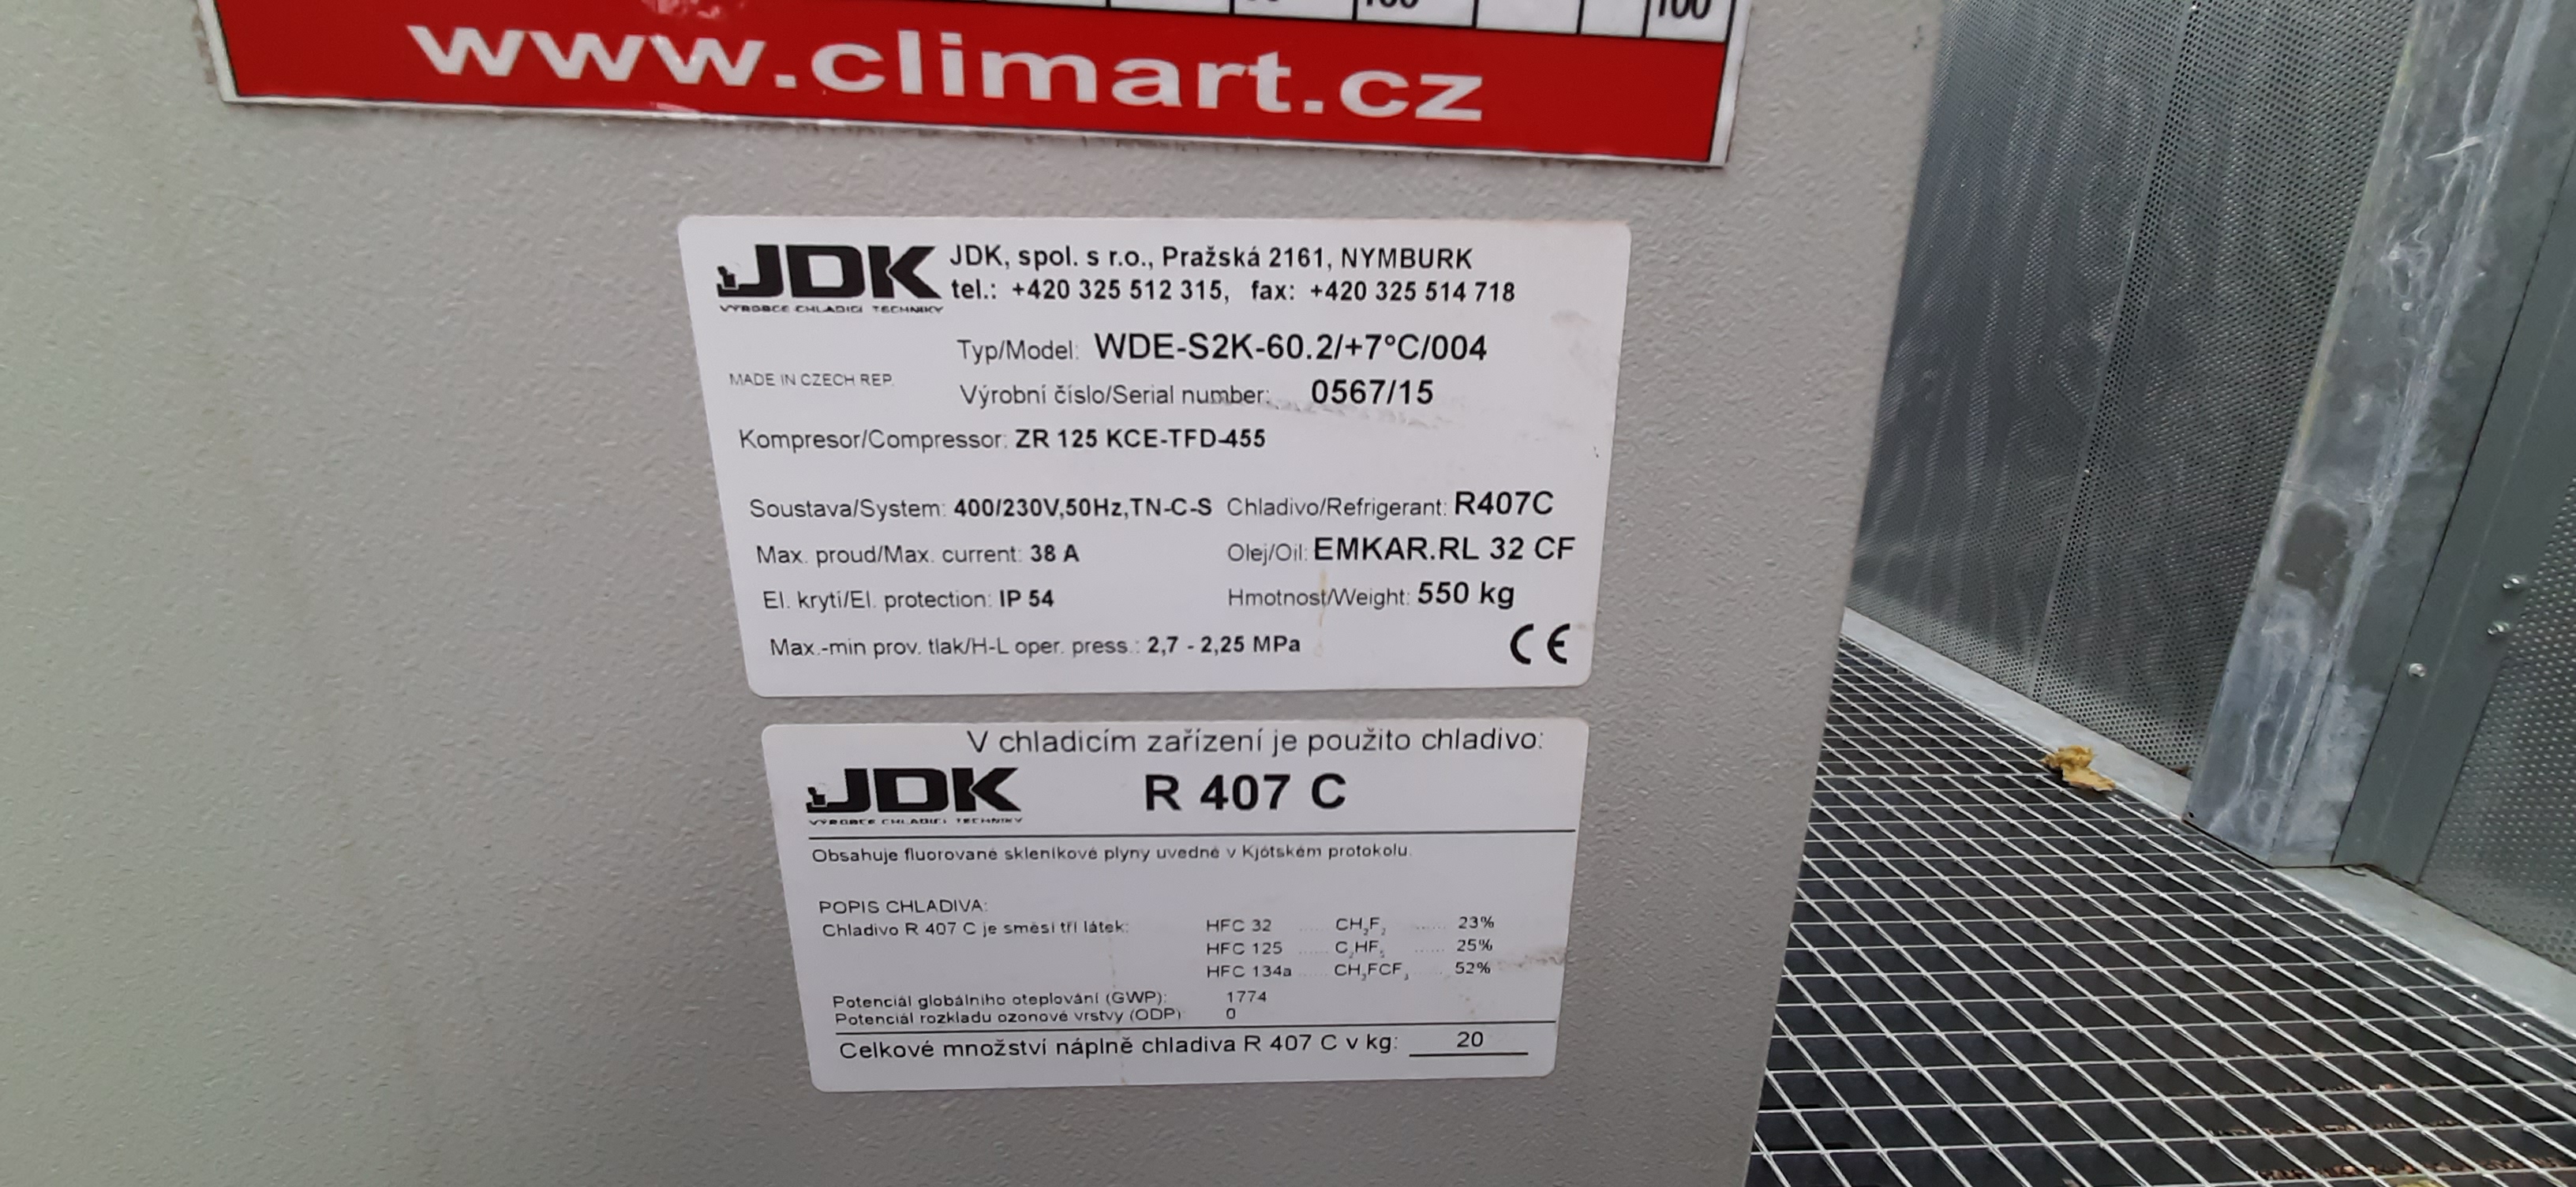 100
www.climart.cz
JDK
VÝROBCE CHLADICÍ TECHNIKY
JDK, spol. s r.o., Pražská 2161, NYMBURK
tel.: +420 325 512 315, fax: +420 325 514 718
Typ/Model: WDE-S2K-60.2/+7°C/004
MADE IN CZECH REP.
Výrobní číslo/Serial number: 0567/15
Kompresor/Compressor: ZR 125 KCE-TFD-455
Soustava/System: 400/230V,50Hz,TN-C-S Chladivo/Refrigerant: R407C
Max. proud/Max. current: 38 A Olej/Oil: EMKAR.RL 32 CF
El. krytí/El. protection: IP 54 Hmotnost/Weight: 550 kg
Max.-min prov. tlak/H-L oper. press.: 2,7 - 2,25 MPa CE
V chladicím zařízení je použito chladivo:
JDK R 407 C
VÝROBCE CHLADICÍ TECHNIKY
Obsahuje fluorované skleníkové plyny uvedné v Kjótském protokolu.
POPIS CHLADIVA:
Chladivo R 407 C je směsí tří látek: HFC 32 ..... CH₂F₂ ...... 23%
HFC 125 ..... C₂HF₅ ...... 25%
HFC 134a ..... CH₂FCF₃ ..... 52%
Potenciál globálního oteplování (GWP): 1774
Potenciál rozkladu ozonové vrstvy (ODP) 0
Celkové množství náplně chladiva R 407 C v kg: 20